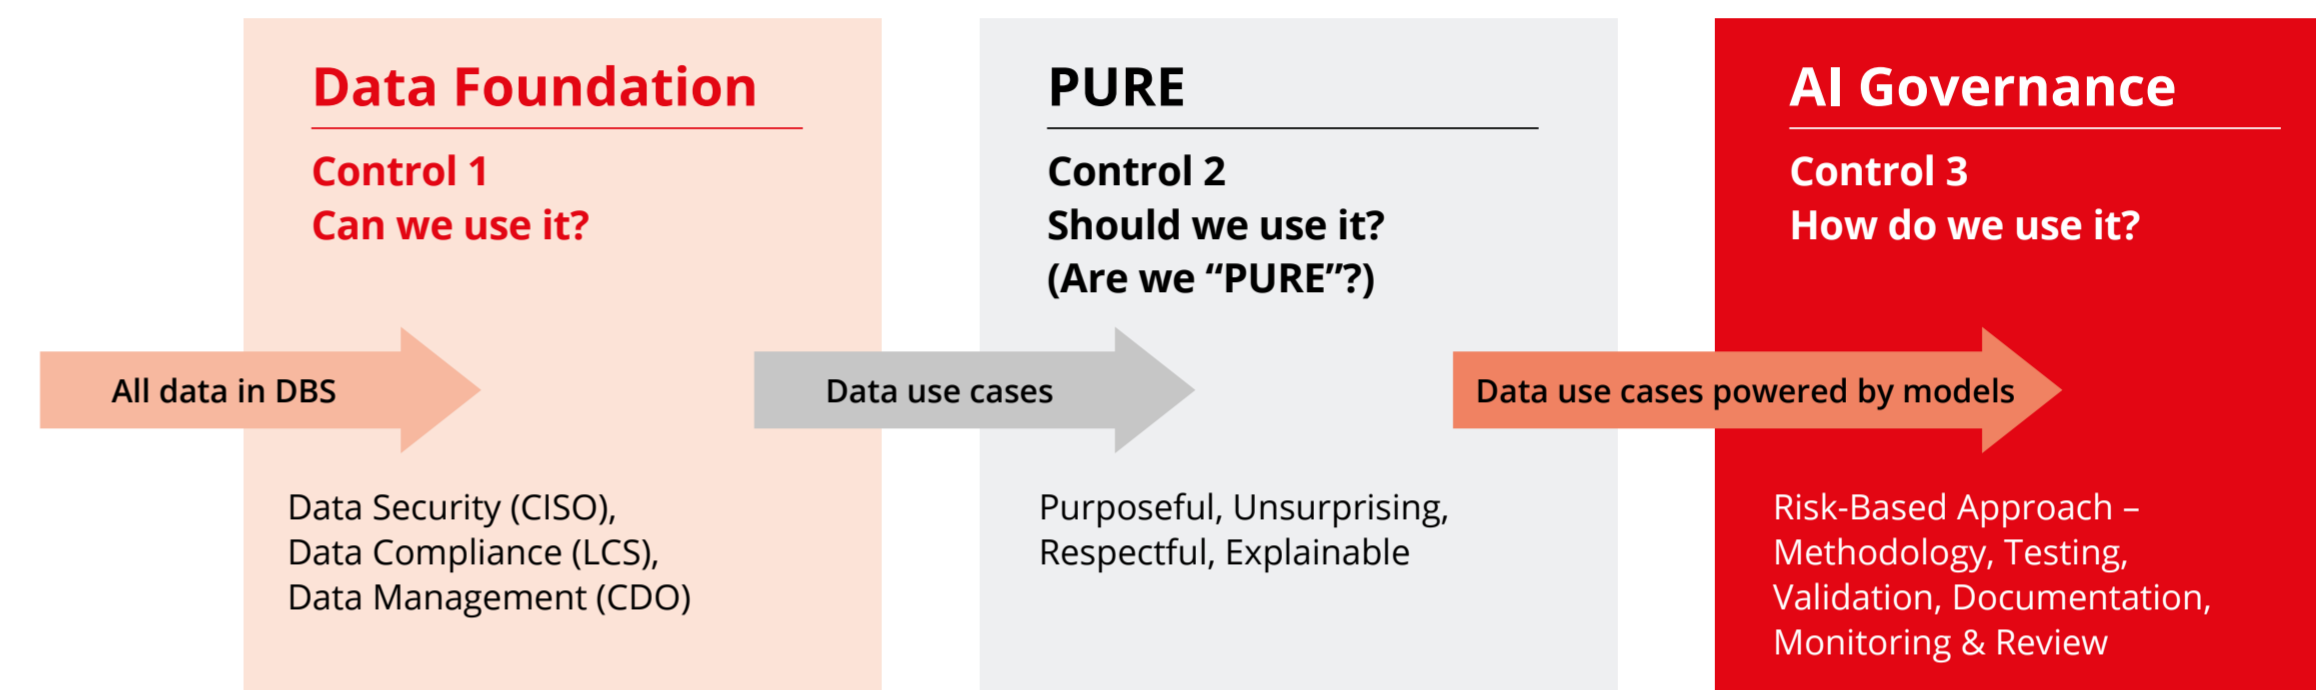 Data Foundation
Control 1
Can we use it?
All data in DBS
Data Security (CISO),
Data Compliance (LCS),
Data Management (CDO)
PURE
Control 2
Should we use it?
(Are we “PURE”?)
Data use cases
Purposeful, Unsurprising,
Respectful, Explainable
AI Governance
Control 3
How do we use it?
Data use cases powered by models
Risk-Based Approach –
Methodology, Testing,
Validation, Documentation,
Monitoring & Review